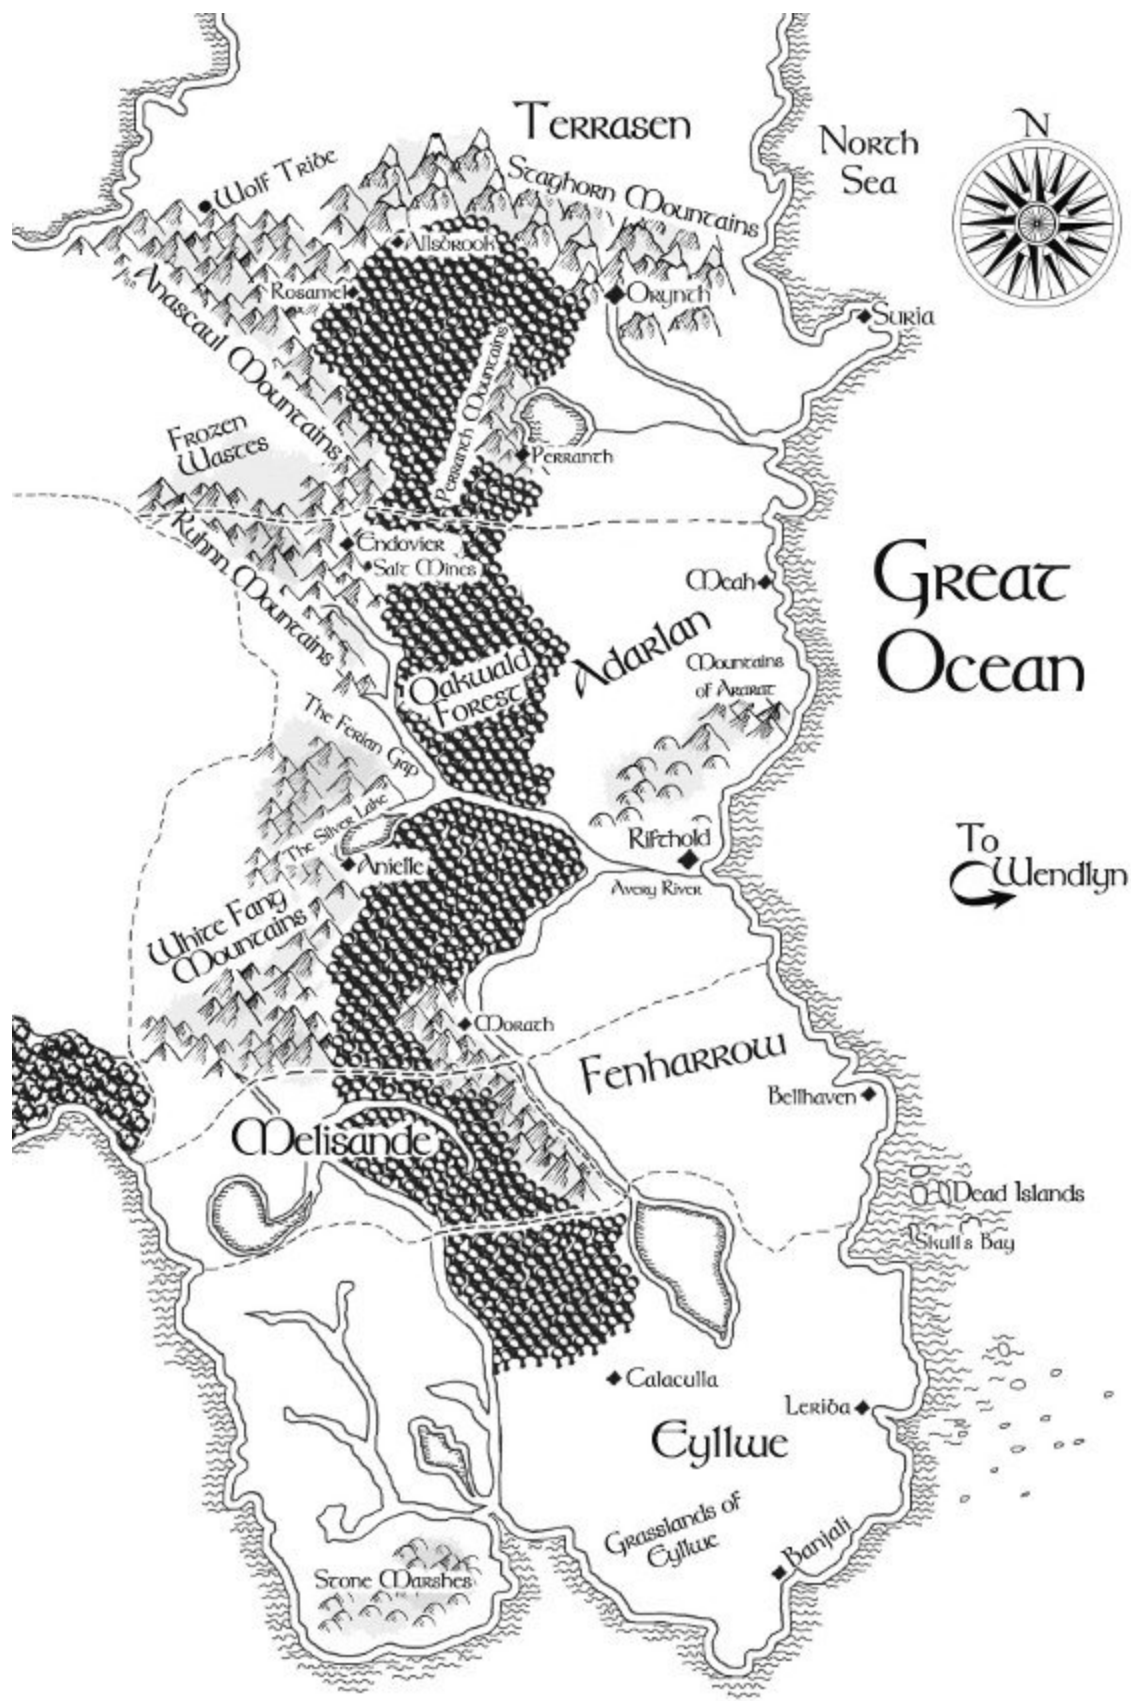 Terrasen
North
Sea
N
Wolf Tribe
Staghorn Mountains
Allsbrook
Rosamel
Orynth
Suria
Anascaul Mountains
Perranth Mountains
Frozen
Wastes
Perranth
Ruhnn Mountains
Endovier
Salt Mines
Meah
Great
Ocean
Adarlan
Oakwald
Forest
Mountains
of Ararat
The Ferian Gap
The Silver Lake
Anielle
Rifthold
Avery River
To
Wendlyn
White Fang
Mountains
Morath
Fenharrow
Bellhaven
Melisande
Dead Islands
Skull's Bay
Calaculla
Leriba
Eyllwe
Grasslands of
Eyllwe
Banjali
Stone Marshes